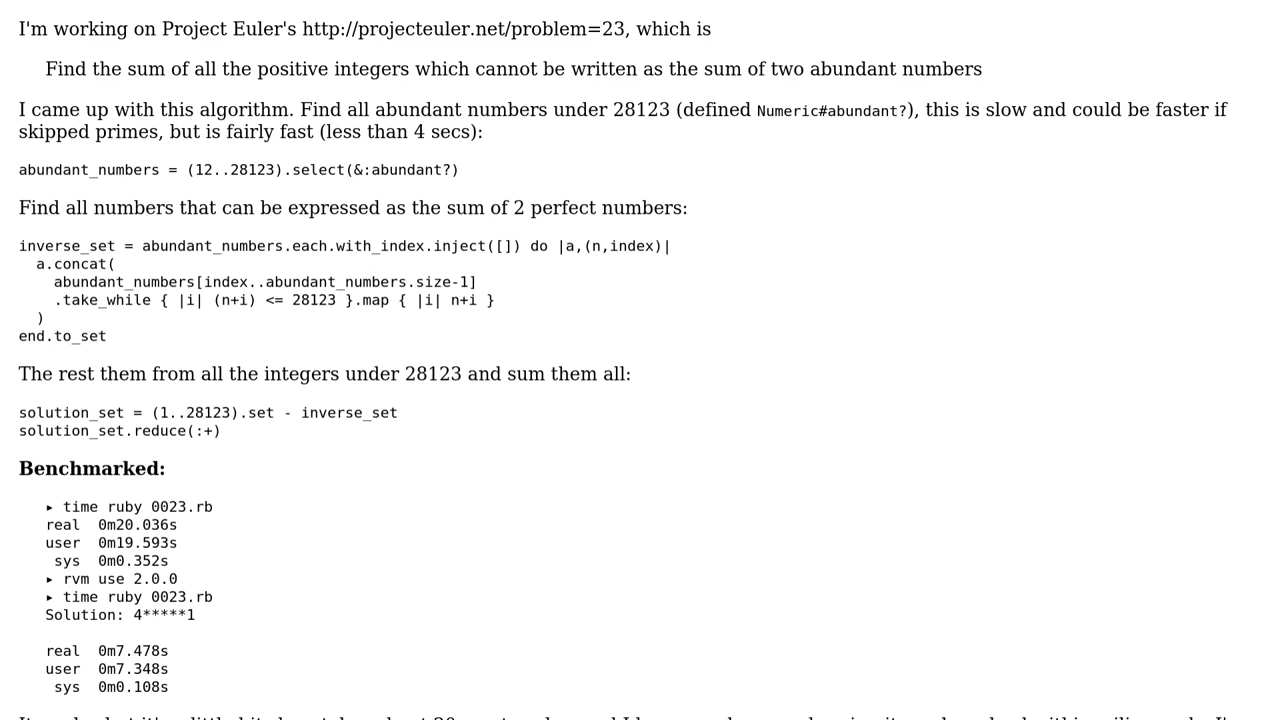 I'm working on Project Euler's http://projecteuler.net/problem=23, which is
Find the sum of all the positive integers which cannot be written as the sum of two abundant numbers
I came up with this algorithm. Find all abundant numbers under 28123 (defined Numeric#abundant?), this is slow and could be faster if
skipped primes, but is fairly fast (less than 4 secs):
abundant_numbers = (12..28123).select(&:abundant?)
Find all numbers that can be expressed as the sum of 2 perfect numbers:
inverse_set = abundant_numbers.each.with_index.inject([]) do |a,(n,index)|
  a.concat(
    abundant_numbers[index..abundant_numbers.size-1]
    .take_while { |i| (n+i) <= 28123 }.map { |i| n+i }
  )
end.to_set
The rest them from all the integers under 28123 and sum them all:
solution_set = (1..28123).set - inverse_set
solution_set.reduce(:+)
Benchmarked:
▸ time ruby 0023.rb
real  0m20.036s
user  0m19.593s
 sys  0m0.352s
▸ rvm use 2.0.0
▸ time ruby 0023.rb
Solution: 4*****1
real  0m7.478s
user  0m7.348s
 sys  0m0.108s